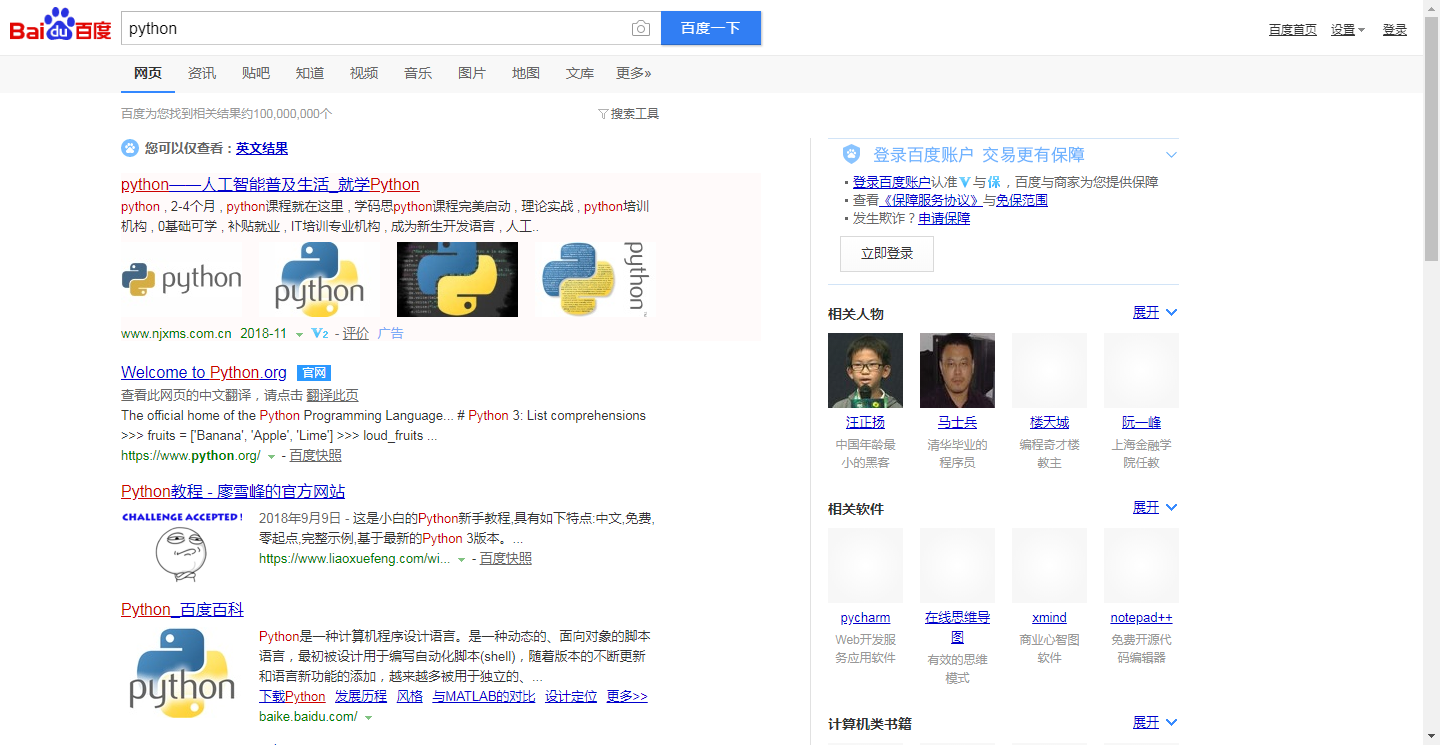 Baidu百度
python
百度一下
百度首页 设置 登录
网页 资讯 贴吧 知道 视频 音乐 图片 地图 文库 更多»
百度为您找到相关结果约100,000,000个
搜索工具
您可以仅查看：英文结果
python——人工智能普及生活_就学Python
python , 2-4个月 , python课程就在这里 , 学码思python课程完美启动 , 理论实战 , python培训
机构 , 0基础可学 , 补贴就业 , IT培训专业机构 , 成为新生开发语言 , 人工..
python
python
python
www.njxms.com.cn 2018-11 V2 - 评价 广告
Welcome to Python.org 官网
查看此网页的中文翻译，请点击 翻译此页
The official home of the Python Programming Language... # Python 3: List comprehensions
>>> fruits = ['Banana', 'Apple', 'Lime'] >>> loud_fruits ...
https://www.python.org/ - 百度快照
Python教程 - 廖雪峰的官方网站
CHALLENGE ACCEPTED!
2018年9月9日 - 这是小白的Python新手教程,具有如下特点:中文,免费,
零起点,完整示例,基于最新的Python 3版本。...
https://www.liaoxuefeng.com/wi... - 百度快照
Python_百度百科
python
Python是一种计算机程序设计语言。是一种动态的、面向对象的脚本
语言，最初被设计用于编写自动化脚本(shell)，随着版本的不断更新
和语言新功能的添加，越来越多被用于独立的、...
下载Python 发展历程 风格 与MATLAB的对比 设计定位 更多>>
baike.baidu.com/
登录百度账户 交易更有保障
登录百度账户认准V与保，百度与商家为您提供保障
查看《保障服务协议》与免保范围
发生欺诈？申请保障
立即登录
相关人物 展开
汪正扬 马士兵 楼天城 阮一峰
中国年龄最 清华毕业的 编程奇才楼 上海金融学
小的黑客 程序员 教主 院任教
相关软件 展开
pycharm 在线思维导 xmind notepad++
图
Web开发服 商业心智图 免费开源代
务应用软件 软件 码编辑器
有效的思维
模式
计算机类书籍 展开